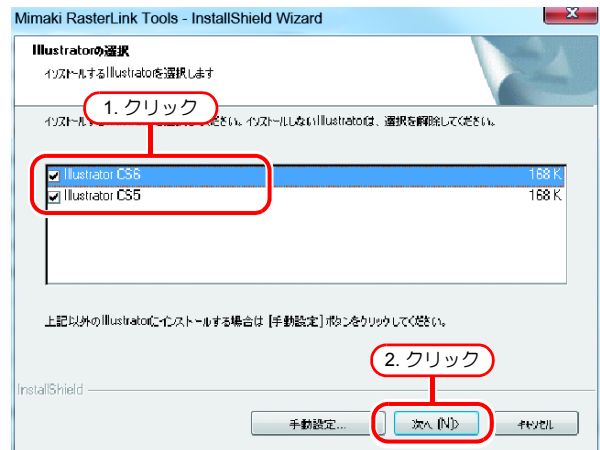 Mimaki RasterLink Tools - InstallShield Wizard
Illustratorの選択
インストールするIllustratorを選択します
1. クリック
インストールするださい。インストールしないIllustratorは、選択を解除してください。
Illustrator CS6 168 K
Illustrator CS5 168 K
上記以外のIllustratorにインストールする場合は [手動設定] ボタンをクリックしてください。
2. クリック
InstallShield
手動設定... 次へ (N)> キャンセル